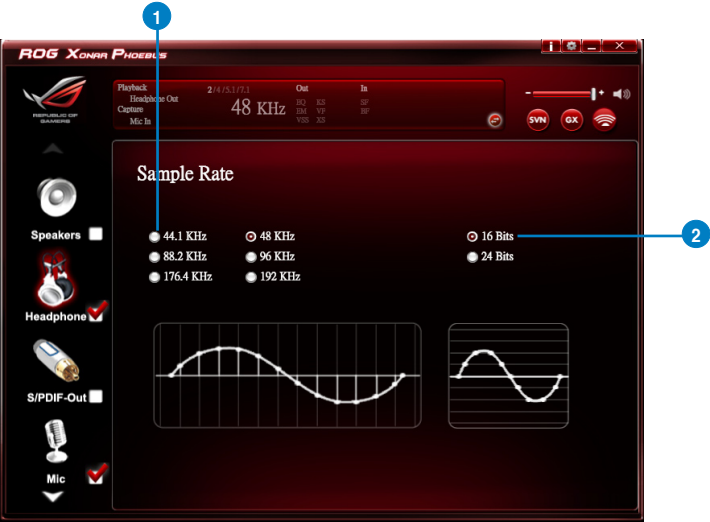 1
ROG XONAR PHOEBUS
i
REPUBLIC OF
GAMERS
Playback
Headphone Out
Capture
Mic In
2/4/5.1/7.1
48 KHz
Out
HQ KS
EM VF
VSS XS
In
SF
BF
- +
SVN
GX
Sample Rate
Speakers
Headphone
S/PDIF-Out
Mic
44.1 KHz
48 KHz
16 Bits
2
88.2 KHz
96 KHz
24 Bits
176.4 KHz
192 KHz